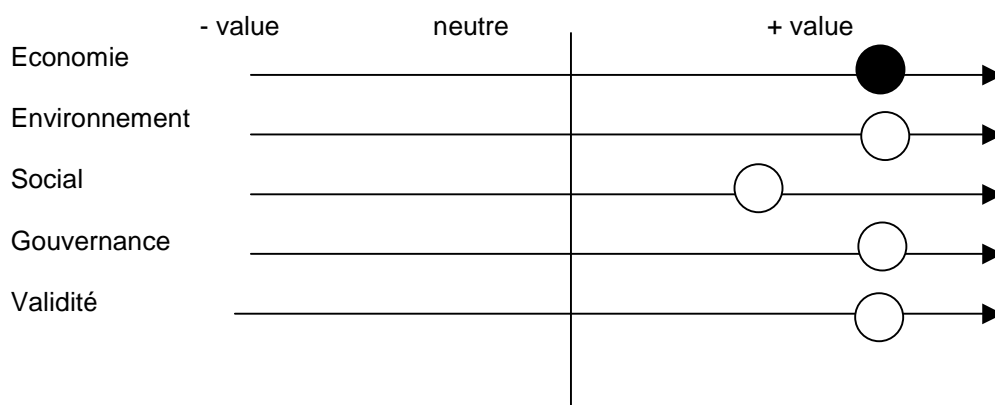 - value neutre + value
Economie
Environnement
Social
Gouvernance
Validité